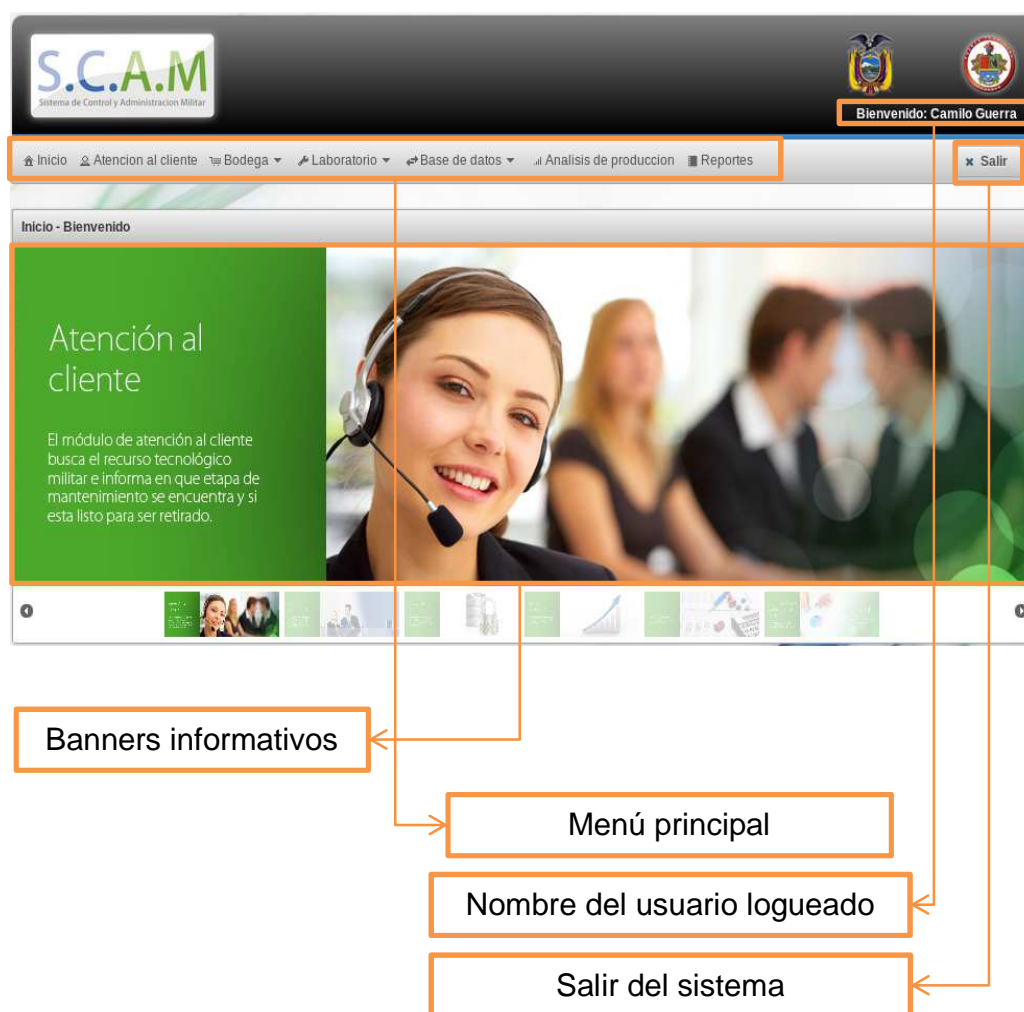 S.C.A.M
Sistema de Control y Administracion Militar
Bienvenido: Camilo Guerra
Inicio Atencion al cliente Bodega Laboratorio Base de datos Analisis de produccion Reportes
Salir
Inicio - Bienvenido
Atención al
cliente
El módulo de atención al cliente
busca el recurso tecnológico
militar e informa en que etapa de
mantenimiento se encuentra y si
esta listo para ser retirado.
Banners informativos
Menú principal
Nombre del usuario logueado
Salir del sistema